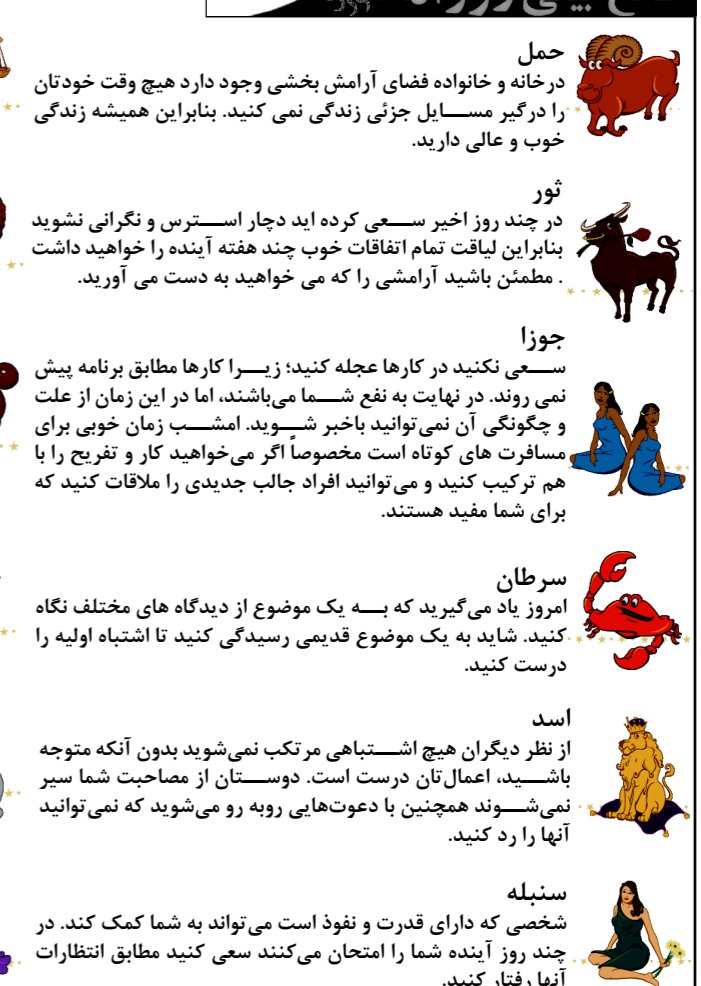 حمل
درخانه و خانواده فضای آرامش بخشی وجود دارد هیچ وقت خودتان
را درگیر مســـایل جزئی زندگی نمی کنید. بنابراین همیشه زندگی
خوب و عالی دارید.
ثور
در چند روز اخیر ســـعی کرده اید دچار اســـترس و نگرانی نشوید
بنابراین لیاقت تمام اتفاقات خوب چند هفته آینده را خواهید داشت
. مطمئن باشید آرامشی را که می خواهید به دست می آورید.
جوزا
ســـعی نکنید در کارها عجله کنید؛ زیـــرا کارها مطابق برنامه پیش
نمی روند. در نهایت به نفع شـــما می‌باشند، اما در این زمان از علت
و چگونگی آن نمی‌توانید باخبر شـــوید. امشـــب زمان خوبی برای
مسافرت های کوتاه است مخصوصاً اگر می‌خواهید کار و تفریح را با
هم ترکیب کنید و می‌توانید افراد جالب جدیدی را ملاقات کنید که
برای شما مفید هستند.
سرطان
امروز یاد می‌گیرید که بـــه یک موضوع از دیدگاه های مختلف نگاه
کنید. شاید به یک موضوع قدیمی رسیدگی کنید تا اشتباه اولیه را
درست کنید.
اسد
از نظر دیگران هیچ اشـــتباهی مرتکب نمی‌شوید بدون آنکه متوجه
باشـــید، اعمال‌تان درست است. دوســـتان از مصاحبت شما سیر
نمی‌شـــوند همچنین با دعوت‌هایی روبه رو می‌شوید که نمی‌توانید
آنها را رد کنید.
سنبله
شخصی که دارای قدرت و نفوذ است می‌تواند به شما کمک کند. در
چند روز آینده شما را امتحان می‌کنند سعی کنید مطابق انتظارات
آنها رفتار کنید.